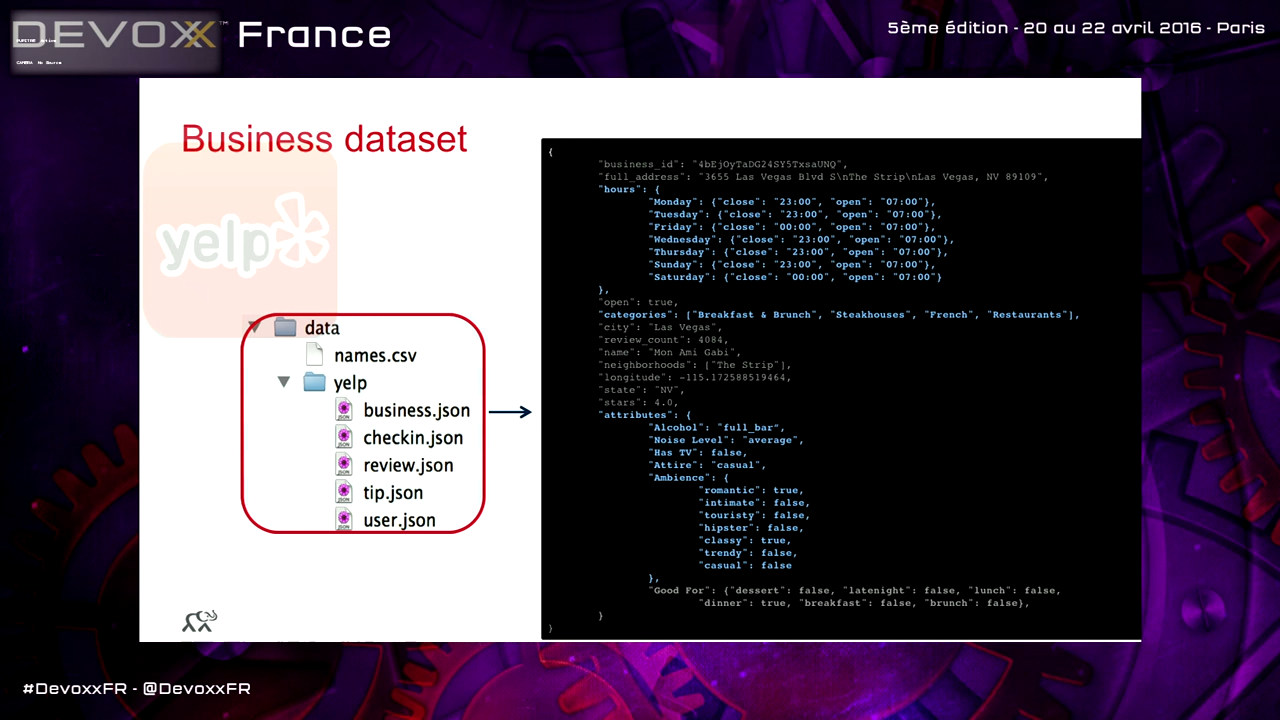 DEVOXX™ France
5ème édition - 20 au 22 avril 2016 - Paris
Business dataset
yelp
data
names.csv
yelp
business.json
checkin.json
review.json
tip.json
user.json
JSON
JSON
JSON
JSON
JSON
{
"business_id": "4bEjOyTaDG24SY5TxsaUNQ",
"full_address": "3655 Las Vegas Blvd S\nThe Strip\nLas Vegas, NV 89109",
"hours": {
"Monday": {"close": "23:00", "open": "07:00"},
"Tuesday": {"close": "23:00", "open": "07:00"},
"Friday": {"close": "00:00", "open": "07:00"},
"Wednesday": {"close": "23:00", "open": "07:00"},
"Thursday": {"close": "23:00", "open": "07:00"},
"Sunday": {"close": "23:00", "open": "07:00"},
"Saturday": {"close": "00:00", "open": "07:00"}
},
"open": true,
"categories": ["Breakfast & Brunch", "Steakhouses", "French", "Restaurants"],
"city": "Las Vegas",
"review_count": 4084,
"name": "Mon Ami Gabi",
"neighborhoods": ["The Strip"],
"longitude": -115.172588519464,
"state": "NV",
"stars": 4.0,
"attributes": {
"Alcohol": "full_bar",
"Noise Level": "average",
"Has TV": false,
"Attire": "casual",
"Ambience": {
"romantic": true,
"intimate": false,
"touristy": false,
"hipster": false,
"classy": true,
"trendy": false,
"casual": false
},
"Good For": {"dessert": false, "latenight": false, "lunch": false,
"dinner": true, "breakfast": false, "brunch": false},
}
}
#DevoxxFR - @DevoxxFR